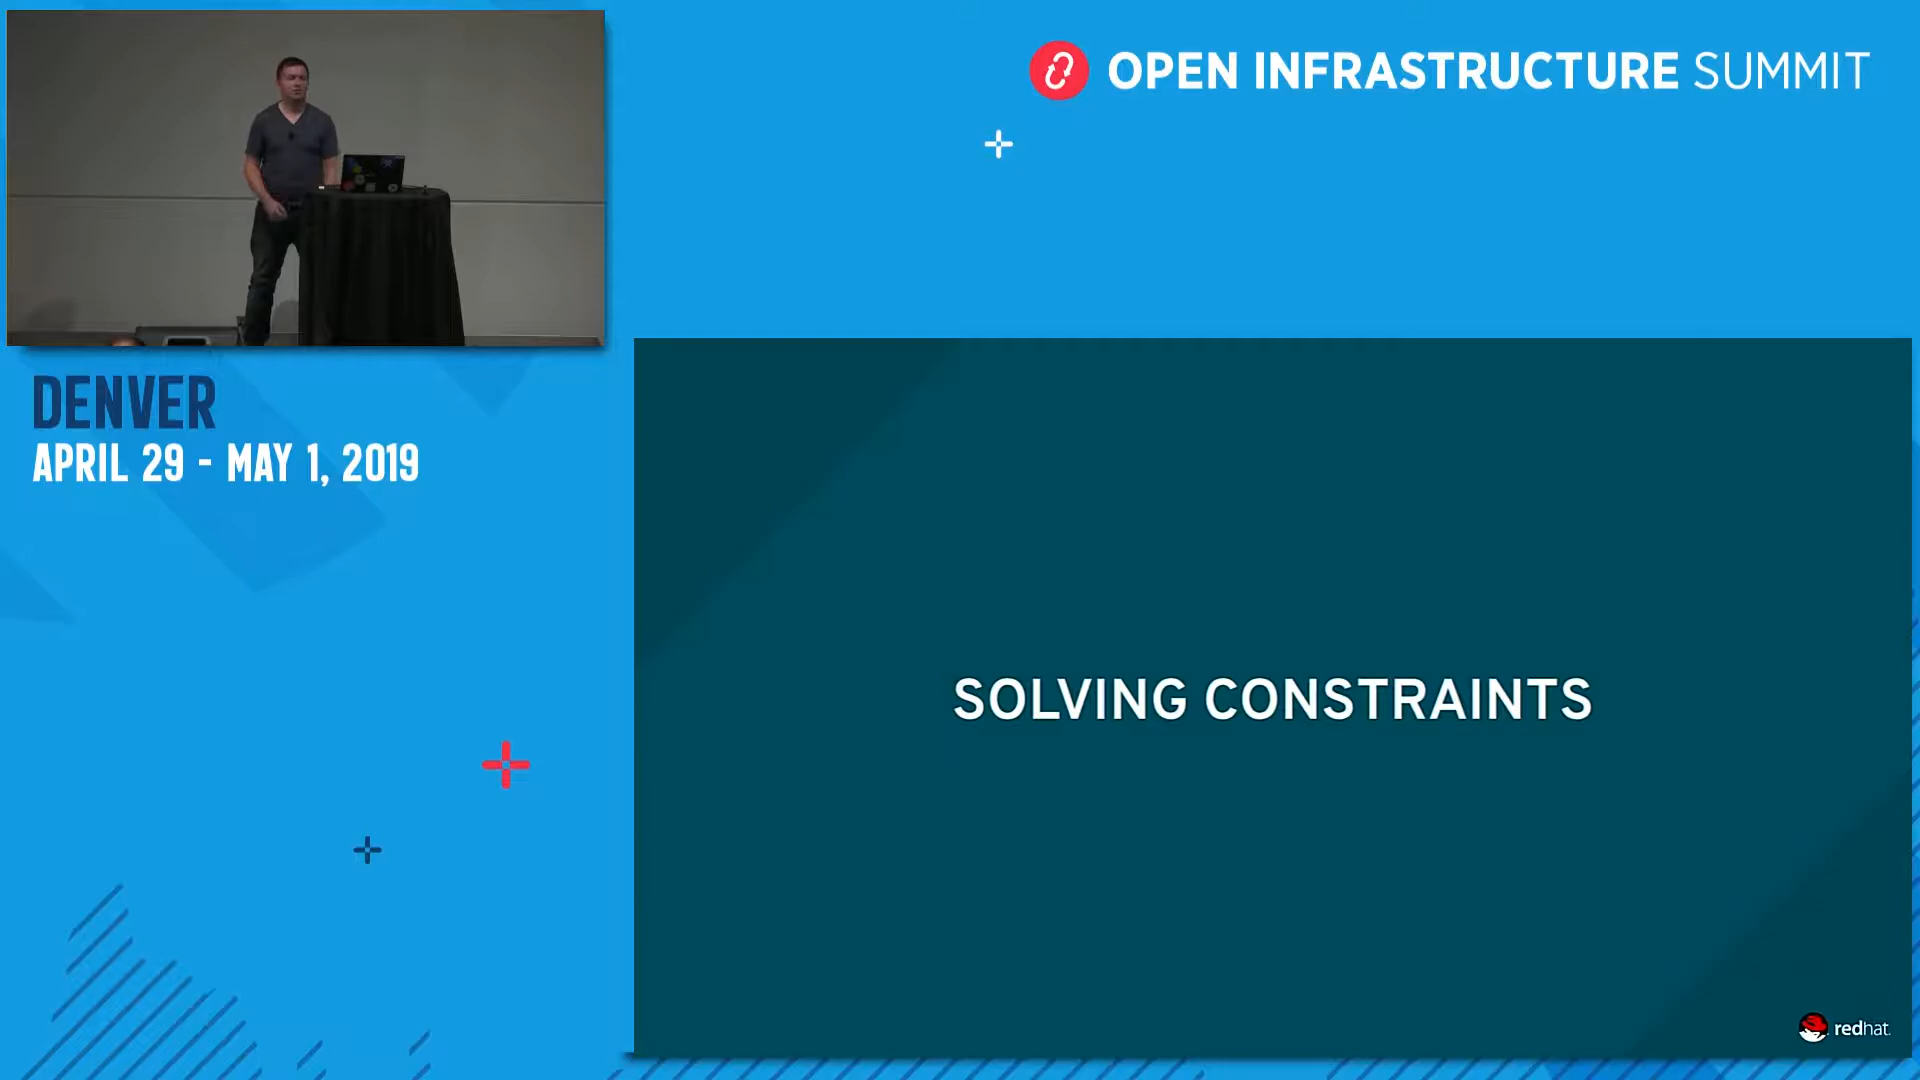 OPEN INFRASTRUCTURE SUMMIT
DENVER
APRIL 29 - MAY 1, 2019
SOLVING CONSTRAINTS
redhat.